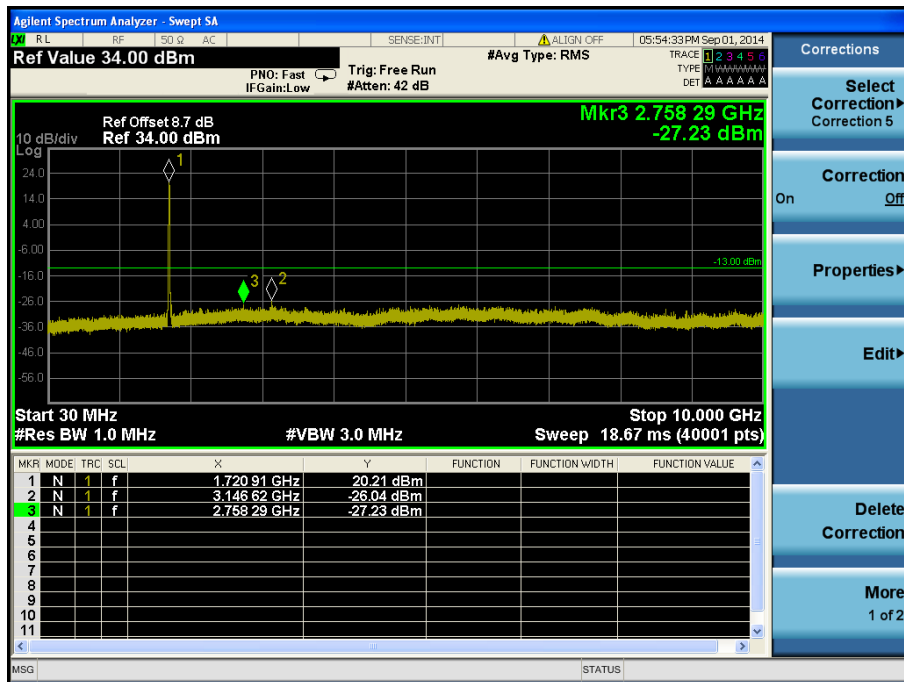 Agilent Spectrum Analyzer - Swept SA
LXI RL RF 50 Ω AC SENSE:INT ALIGN OFF 05:54:33 PM Sep 01, 2014
Ref Value 34.00 dBm
PNO: Fast
IFGain:Low
Trig: Free Run
#Atten: 42 dB
#Avg Type: RMS
TRACE 1 2 3 4 5 6
TYPE M W W W W W
DET A A A A A A
Mkr3 2.758 29 GHz
-27.23 dBm
Ref Offset 8.7 dB
10 dB/div Ref 34.00 dBm
Log
24.0
14.0
4.00
-6.00
-16.0
-26.0
-36.0
-46.0
-56.0
1
3
2
-13.00 dBm
Start 30 MHz Stop 10.000 GHz
#Res BW 1.0 MHz #VBW 3.0 MHz Sweep 18.67 ms (40001 pts)
MKR MODE TRC SCL X Y FUNCTION FUNCTION WIDTH FUNCTION VALUE
1 N 1 f 1.720 91 GHz 20.21 dBm
2 N 1 f 3.146 62 GHz -26.04 dBm
3 N 1 f 2.758 29 GHz -27.23 dBm
4
5
6
7
8
9
10
11
MSG STATUS
Corrections
Select
Correction
Correction 5
Correction
On Off
Properties
Edit
Delete
Correction
More
1 of 2